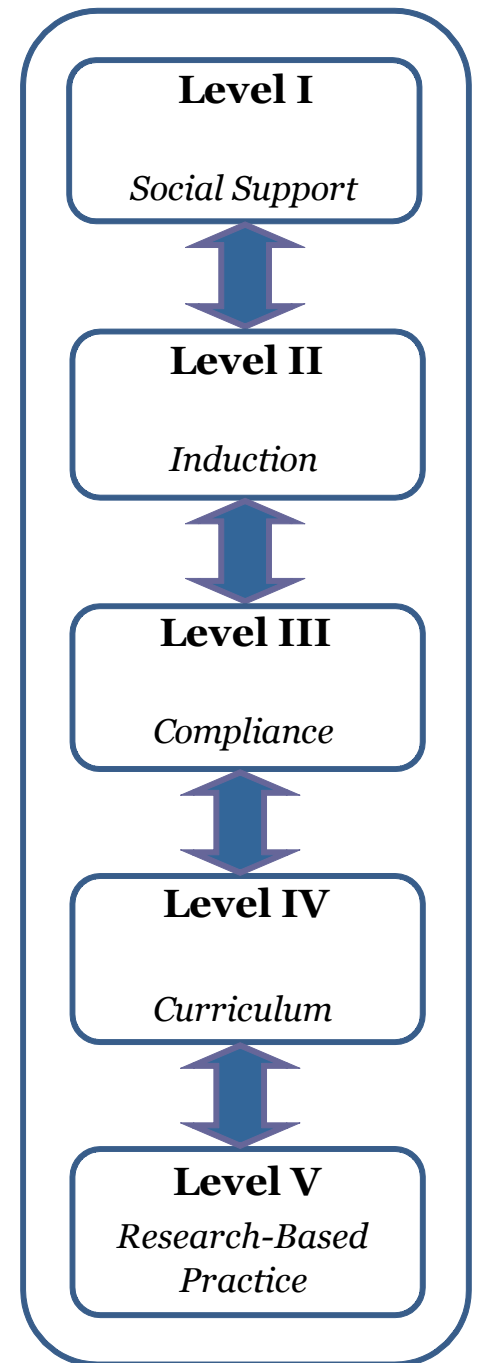 Level I
Social Support
Level II
Induction
Level III
Compliance
Level IV
Curriculum
Level V
Research-Based
Practice